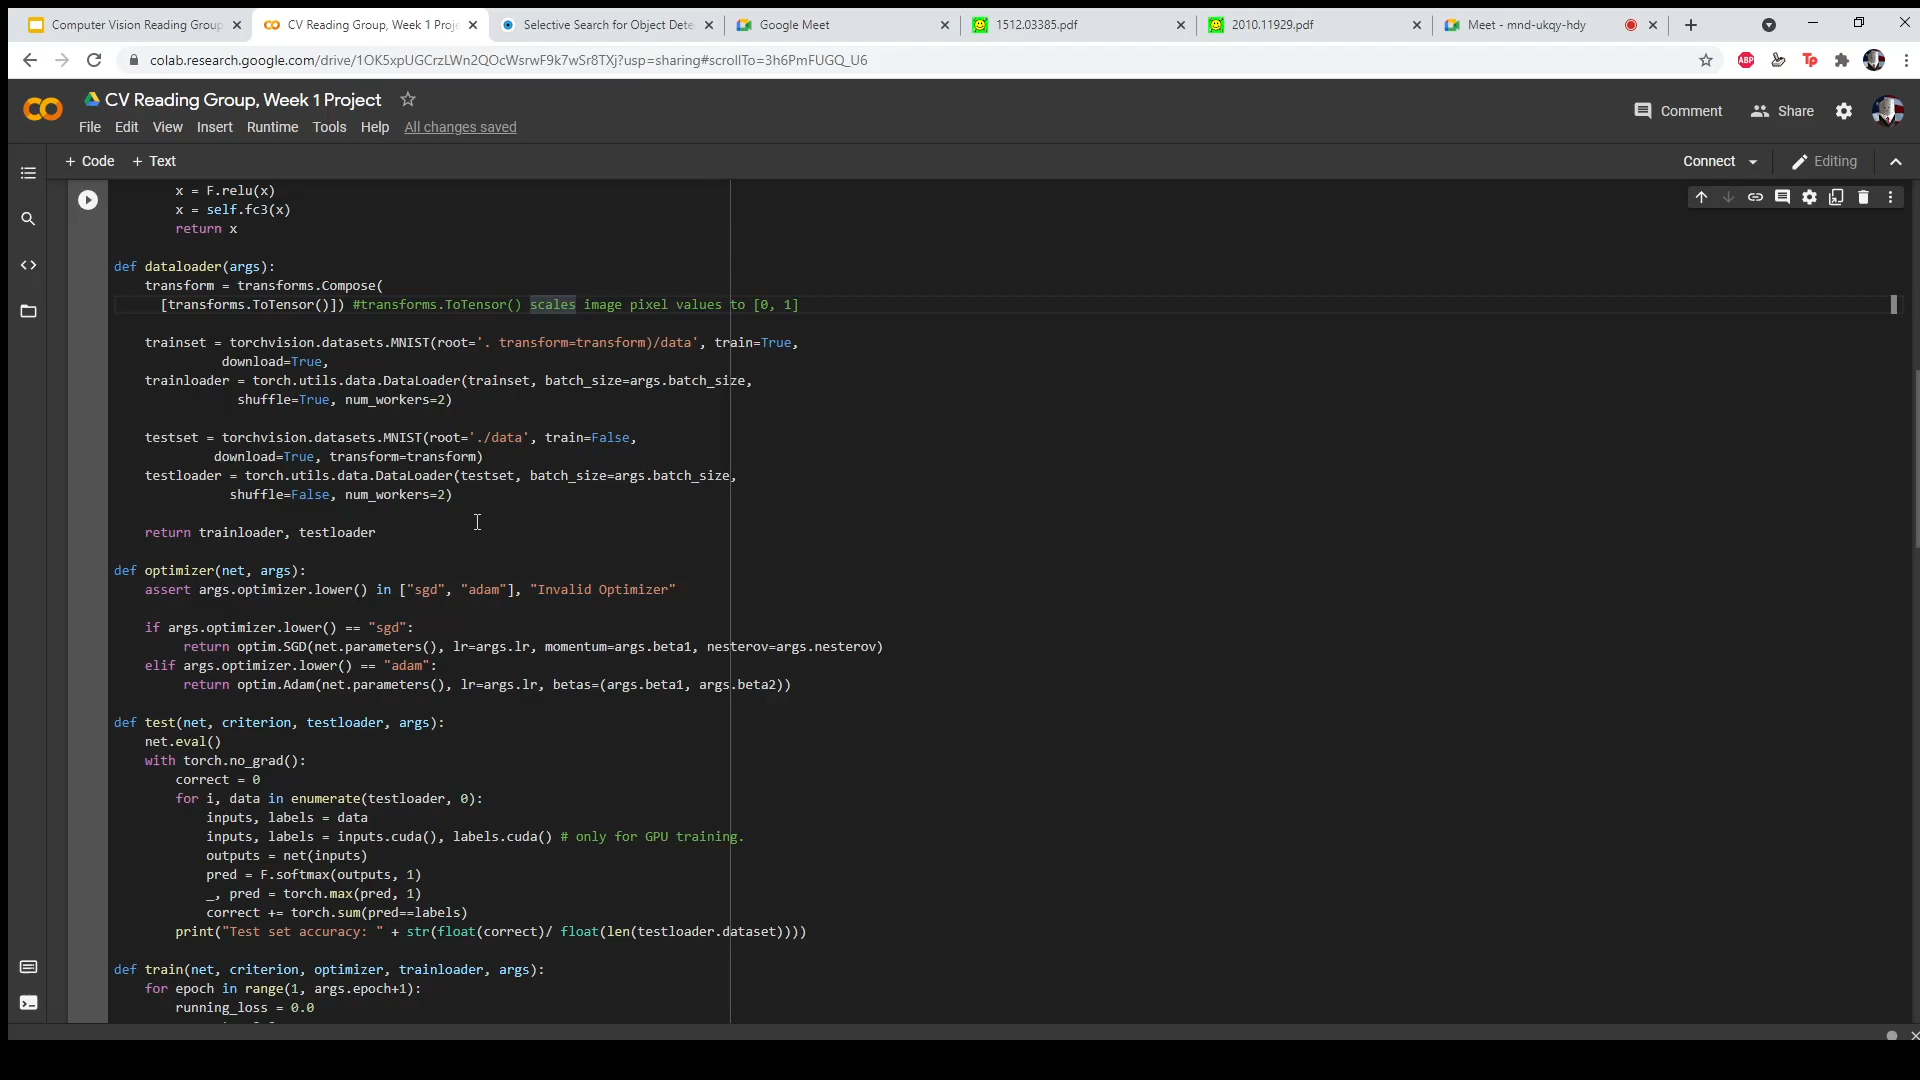 Computer Vision Reading Group
CV Reading Group, Week 1 Proje
Selective Search for Object Dete
Google Meet
1512.03385.pdf
2010.11929.pdf
Meet - mnd-ukqy-hdy
colab.research.google.com/drive/1OK5xpUGCrzLWn2QOcWsrwF9k7wSr8TXj?usp=sharing#scrollTo=3h6PmFUGQ_U6
ABP
Tp
CV Reading Group, Week 1 Project
File Edit View Insert Runtime Tools Help All changes saved
Comment
Share
+ Code + Text
Connect
Editing
x = F.relu(x)
x = self.fc3(x)
return x
def dataloader(args):
transform = transforms.Compose(
[transforms.ToTensor()]) #transforms.ToTensor() scales image pixel values to [0, 1]
trainset = torchvision.datasets.MNIST(root='. transform=transform)/data', train=True,
download=True,
trainloader = torch.utils.data.DataLoader(trainset, batch_size=args.batch_size,
shuffle=True, num_workers=2)
testset = torchvision.datasets.MNIST(root='./data', train=False,
download=True, transform=transform)
testloader = torch.utils.data.DataLoader(testset, batch_size=args.batch_size,
shuffle=False, num_workers=2)
return trainloader, testloader
def optimizer(net, args):
assert args.optimizer.lower() in ["sgd", "adam"], "Invalid Optimizer"
if args.optimizer.lower() == "sgd":
return optim.SGD(net.parameters(), lr=args.lr, momentum=args.beta1, nesterov=args.nesterov)
elif args.optimizer.lower() == "adam":
return optim.Adam(net.parameters(), lr=args.lr, betas=(args.beta1, args.beta2))
def test(net, criterion, testloader, args):
net.eval()
with torch.no_grad():
correct = 0
for i, data in enumerate(testloader, 0):
inputs, labels = data
inputs, labels = inputs.cuda(), labels.cuda() # only for GPU training.
outputs = net(inputs)
pred = F.softmax(outputs, 1)
_, pred = torch.max(pred, 1)
correct += torch.sum(pred==labels)
print("Test set accuracy: " + str(float(correct)/ float(len(testloader.dataset))))
def train(net, criterion, optimizer, trainloader, args):
for epoch in range(1, args.epoch+1):
running_loss = 0.0